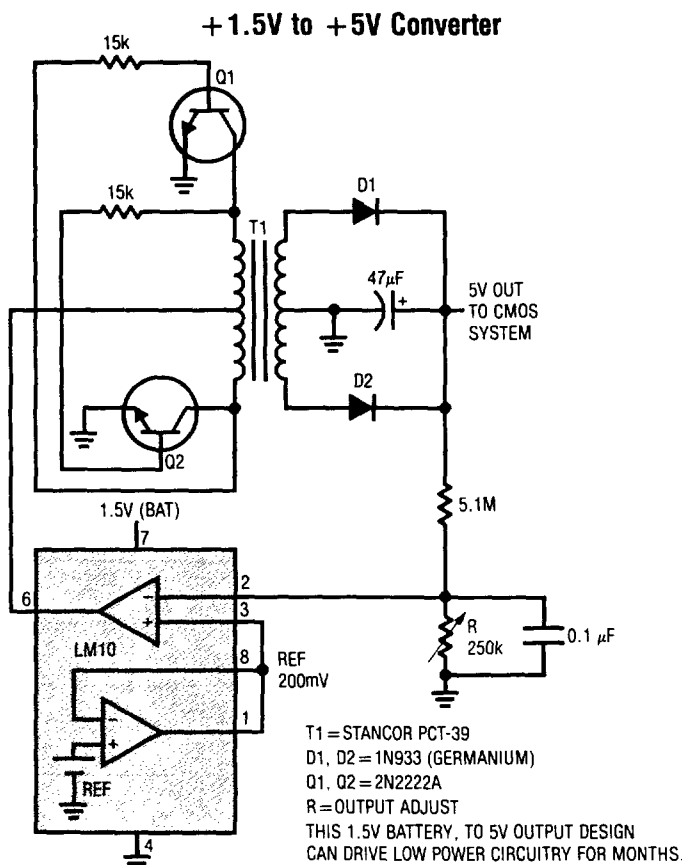 +1.5V to +5V Converter
15k
Q1
15k
T1
D1
47µF
+
5V OUT
TO CMOS
SYSTEM
D2
Q2
1.5V (BAT)
7
5.1M
6
2
−
3
+
LM10
8
REF
200mV
R
250k
0.1 µF
1
−
+
REF
4
T1=STANCOR PCT-39
D1, D2=1N933 (GERMANIUM)
Q1, Q2=2N2222A
R=OUTPUT ADJUST
THIS 1.5V BATTERY, TO 5V OUTPUT DESIGN
CAN DRIVE LOW POWER CIRCUITRY FOR MONTHS